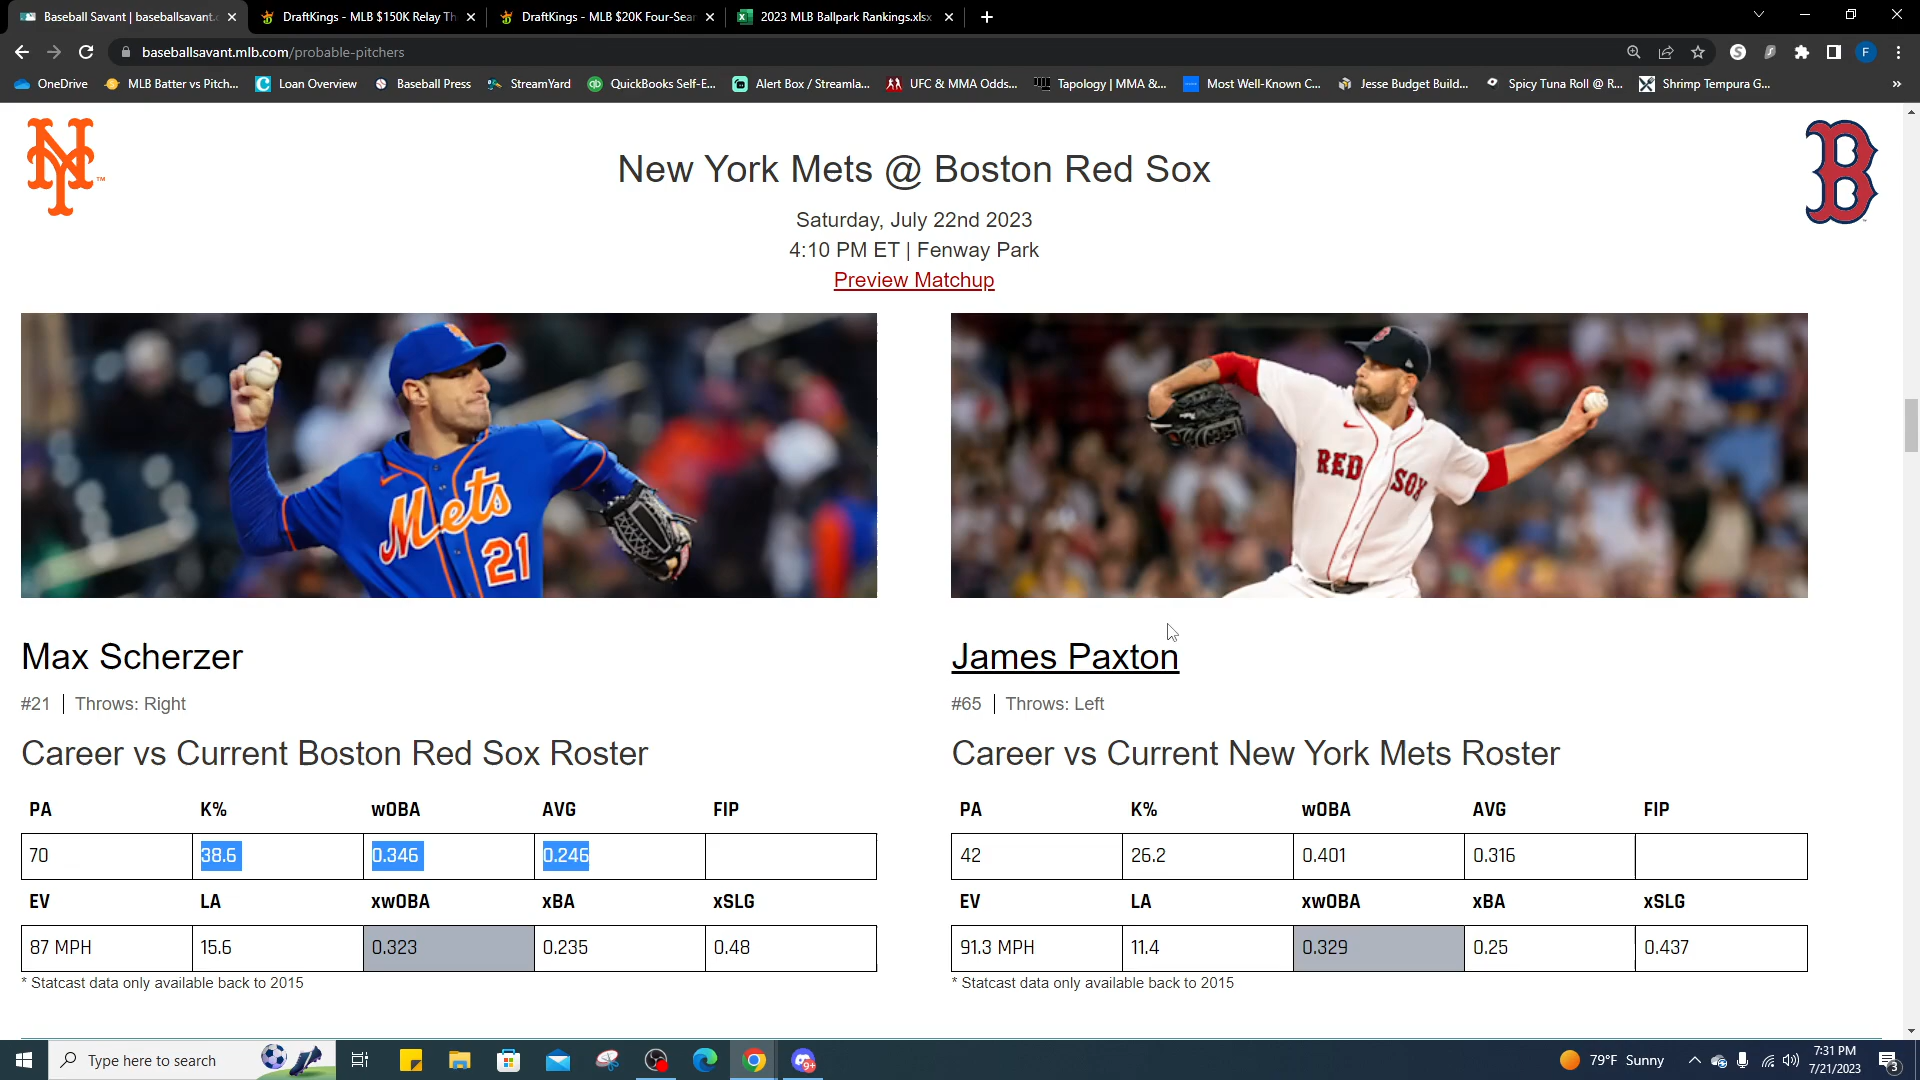 Baseball Savant | baseballsavant.
DraftKings - MLB $150K Relay Th
DraftKings - MLB $20K Four-Sea
2023 MLB Ballpark Rankings.xlsx
baseballsavant.mlb.com/probable-pitchers
OneDrive
MLB Batter vs Pitch...
Loan Overview
Baseball Press
StreamYard
QuickBooks Self-E...
Alert Box / Streamla...
UFC & MMA Odds...
Tapology | MMA &...
Most Well-Known C...
Jesse Budget Build...
Spicy Tuna Roll @ R...
Shrimp Tempura G...
New York Mets @ Boston Red Sox
Saturday, July 22nd 2023
4:10 PM ET | Fenway Park
Preview Matchup
Mets
21
RED SOX
Max Scherzer
#21 | Throws: Right
Career vs Current Boston Red Sox Roster
PA K% wOBA AVG FIP
70 38.6 0.346 0.246
EV LA xwOBA xBA xSLG
87 MPH 15.6 0.323 0.235 0.48
* Statcast data only available back to 2015
James Paxton
#65 | Throws: Left
Career vs Current New York Mets Roster
PA K% wOBA AVG FIP
42 26.2 0.401 0.316
EV LA xwOBA xBA xSLG
91.3 MPH 11.4 0.329 0.25 0.437
* Statcast data only available back to 2015
Type here to search
79°F Sunny
7:31 PM
7/21/2023